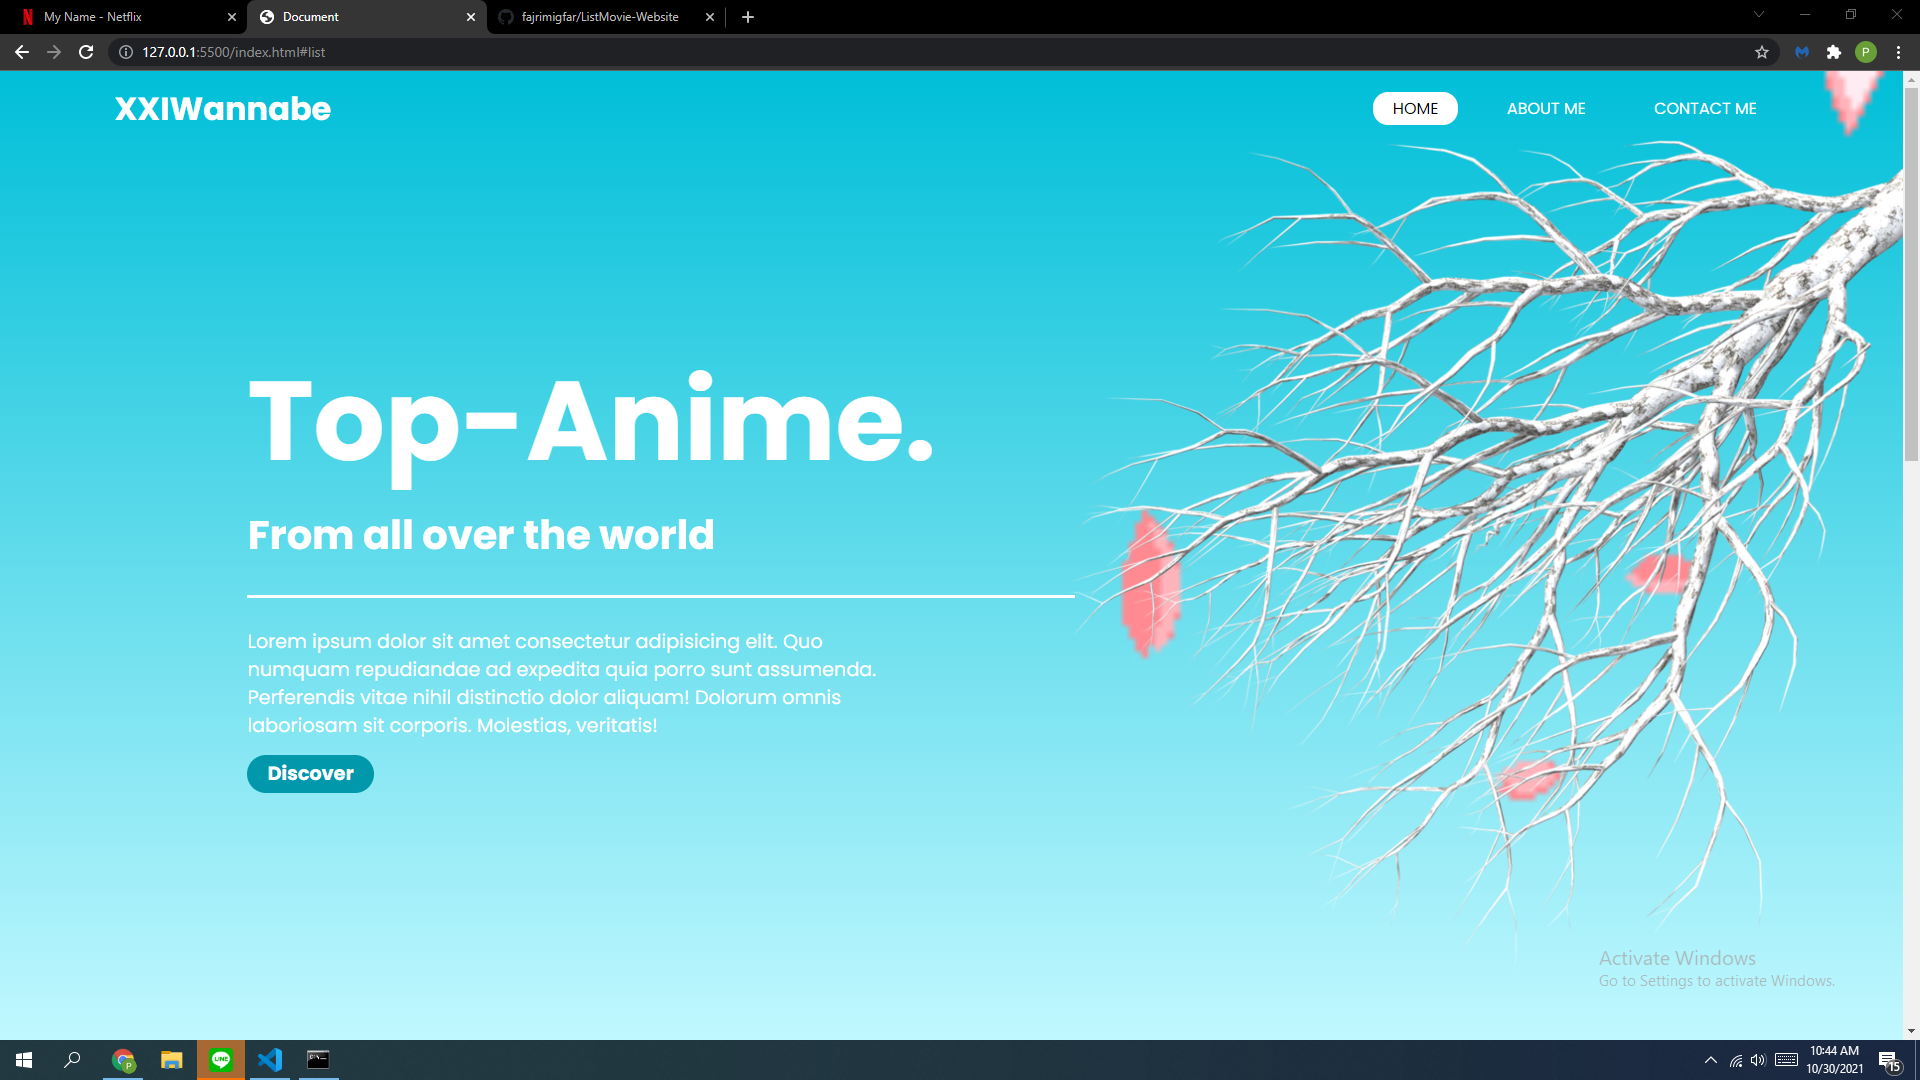 My Name - Netflix
Document
fajrimigfar/ListMovie-Website
127.0.0.1:5500/index.html#list
P
XXIWannabe
HOME
ABOUT ME
CONTACT ME
Top-Anime.
From all over the world
Lorem ipsum dolor sit amet consectetur adipisicing elit. Quo
numquam repudiandae ad expedita quia porro sunt assumenda.
Perferendis vitae nihil distinctio dolor aliquam! Dolorum omnis
laboriosam sit corporis. Molestias, veritatis!
Discover
Activate Windows
Go to Settings to activate Windows.
P
LINE
10:44 AM
10/30/2021
15